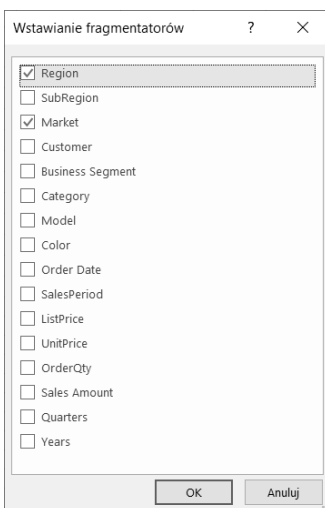 Wstawianie fragmentatorów ? ×
Region
SubRegion
Market
Customer
Business Segment
Category
Model
Color
Order Date
SalesPeriod
ListPrice
UnitPrice
OrderQty
Sales Amount
Quarters
Years
OK Anuluj